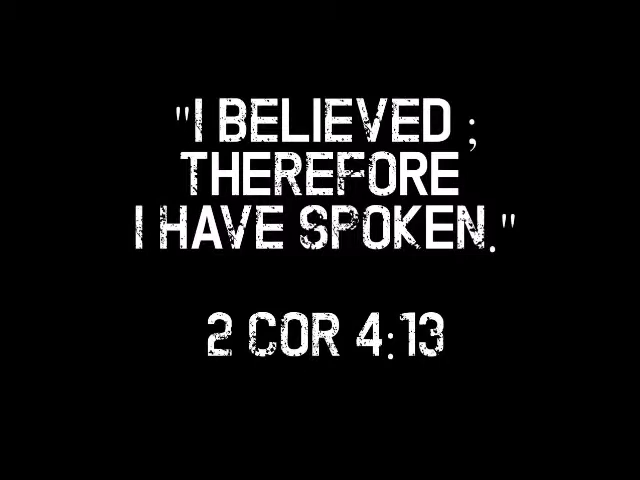 "I BELIEVED ;
THEREFORE
I HAVE SPOKEN."
2 COR 4:13